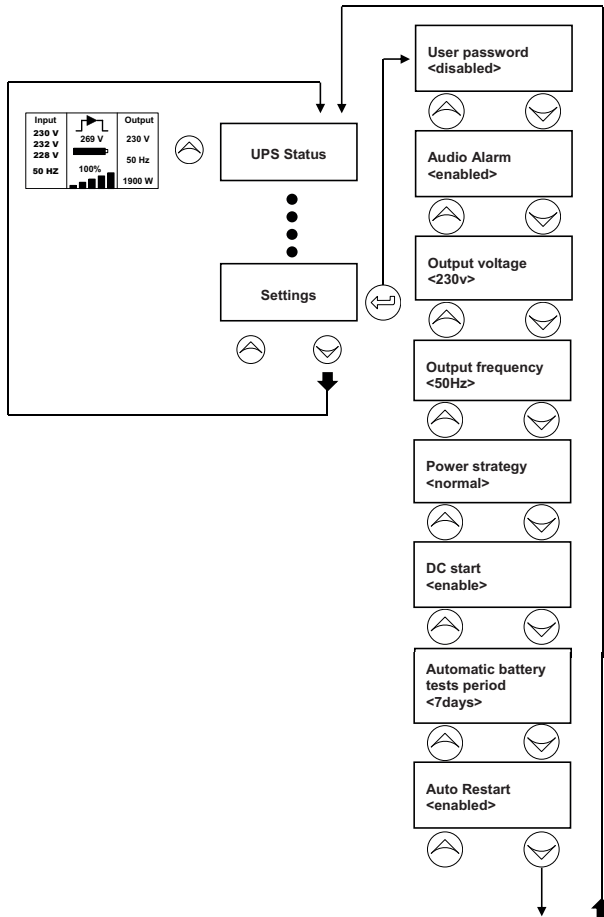 Input
230 V
232 V
228 V
50 HZ
269 V
100%
Output
230 V
50 Hz
1900 W
UPS Status
Settings
User password
<disabled>
Audio Alarm
<enabled>
Output voltage
<230v>
Output frequency
<50Hz>
Power strategy
<normal>
DC start
<enable>
Automatic battery
tests period
<7days>
Auto Restart
<enabled>